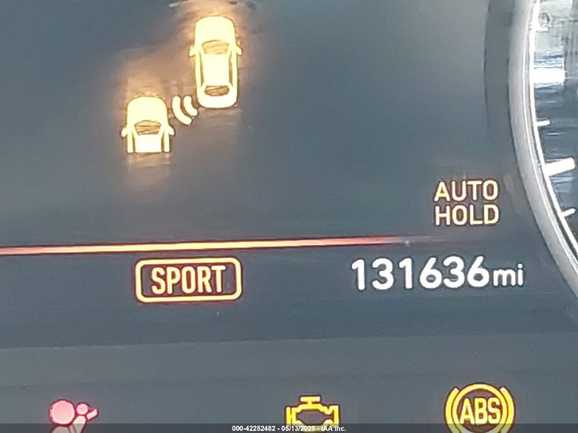 AUTO
HOLD
SPORT 131636mi
ABS
000-42252482 - 05/13/2025 - IAA Inc.